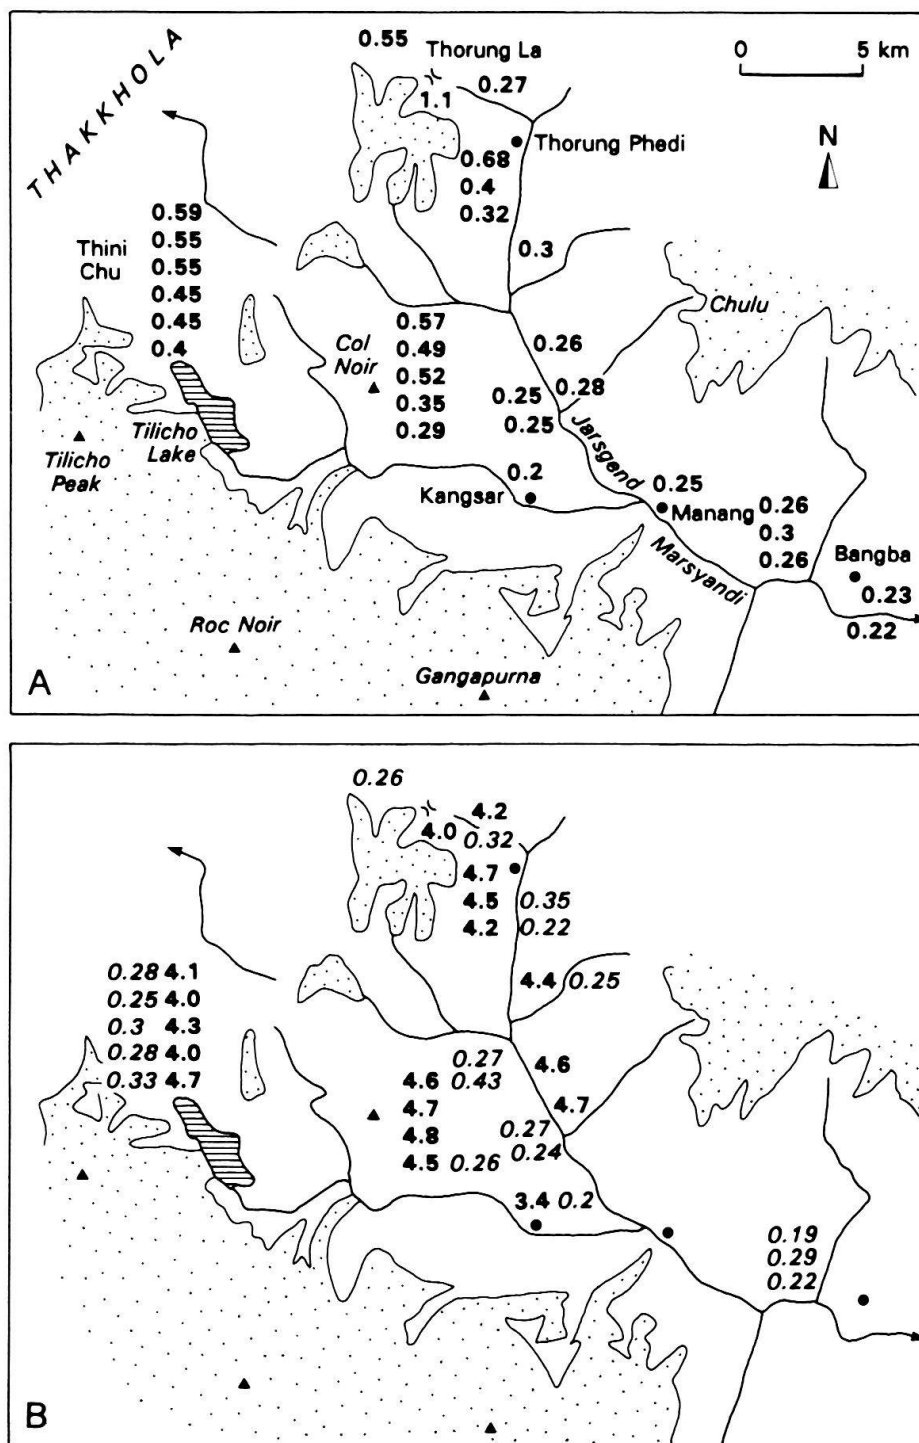 THAKKHOLA
0.55
Thorung La
0 5 km
0.27
1.1
N
Thorung Phedi
0.68
0.4
0.32
0.59
0.55
0.55
0.45
0.45
0.4
Thini
Chu
0.3
Chulu
0.57
0.49
0.52
0.35
0.29
Col
Noir
0.26
0.28
0.25
0.25
Jarsgend
Tilicho
Lake
Tilicho
Peak
0.2
Kangsar
0.25
Manang
0.26
0.3
0.26
Marsyandi
Bangba
0.23
0.22
Roc Noir
Gangapurna
A
0.26
4.2
4.0
0.32
4.7
4.5 0.35
4.2 0.22
0.28 4.1
0.25 4.0
0.3 4.3
0.28 4.0
0.33 4.7
4.4 0.25
0.27
4.6 0.43
4.7
4.8
4.5 0.26
4.6
4.7
0.27
0.24
3.4 0.2
0.19
0.29
0.22
B